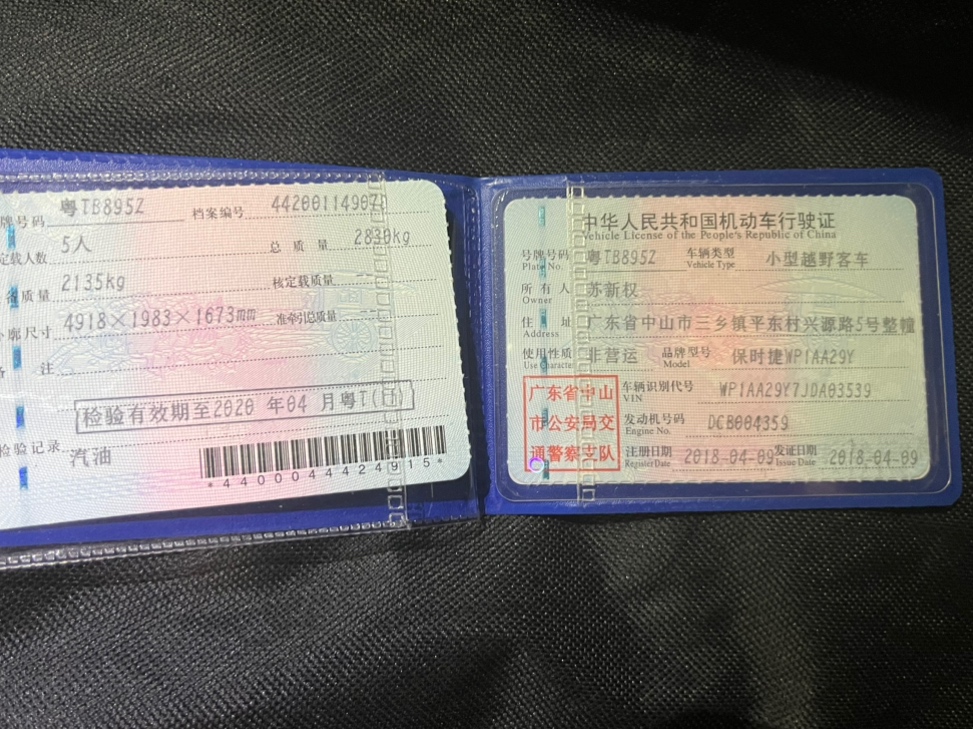 号牌号码 粤TB895Z 档案编号 44200114907
定载人数 5人 总质量 2830kg
质量 2135kg 核定载质量
廓尺寸 4918×1983×1673mm 准牵引总质量
注
检验有效期至2020年04月粤T(1)
检验记录
汽油
*4400044424915*
中华人民共和国机动车行驶证
Vehicle License of the People's Republic of China
号牌号码 粤TB895Z 车辆类型 小型越野客车
Plate No. Vehicle Type
所有人 苏新权
Owner
住址 广东省中山市三乡镇平东村兴源路5号整幢
Address
使用性质 非营运 品牌型号 保时捷WP1AA29Y
Use Character Model
广东省中山
市公安局交
通警察支队
车辆识别代号 WP1AA29Y7JDA03539
VIN
发动机号码 DCB004359
Engine No.
注册日期 2018-04-09 发证日期 2018-04-09
Register Date Issue Date